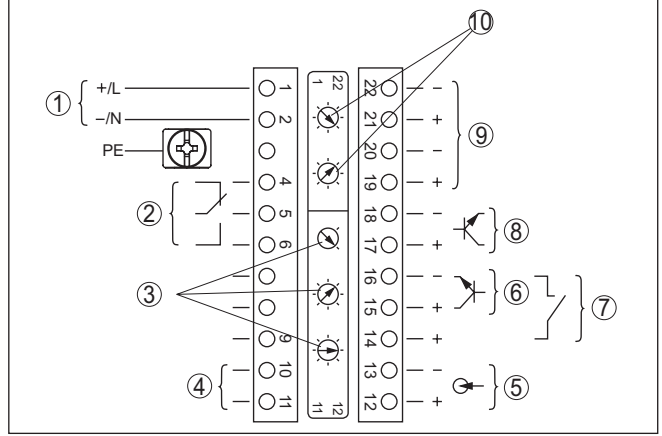 ⑩
1 22
+/L 1 22 −
① −/N 2 21 + ⑨
PE 20 −
4 19 +
② 5 18 − ⑧
6 17 +
③ 16 − ⑥ ⑦
15 +
9 14 +
④ 10 13 − ⑤
11 11 12 12 +